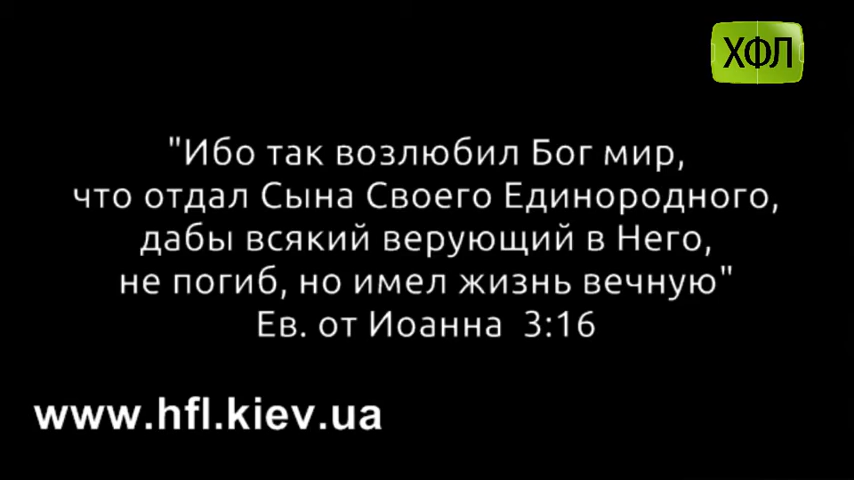 ХФЛ
"Ибо так возлюбил Бог мир,
что отдал Сына Своего Единородного,
дабы всякий верующий в Него,
не погиб, но имел жизнь вечную"
Ев. от Иоанна 3:16
www.hfl.kiev.ua